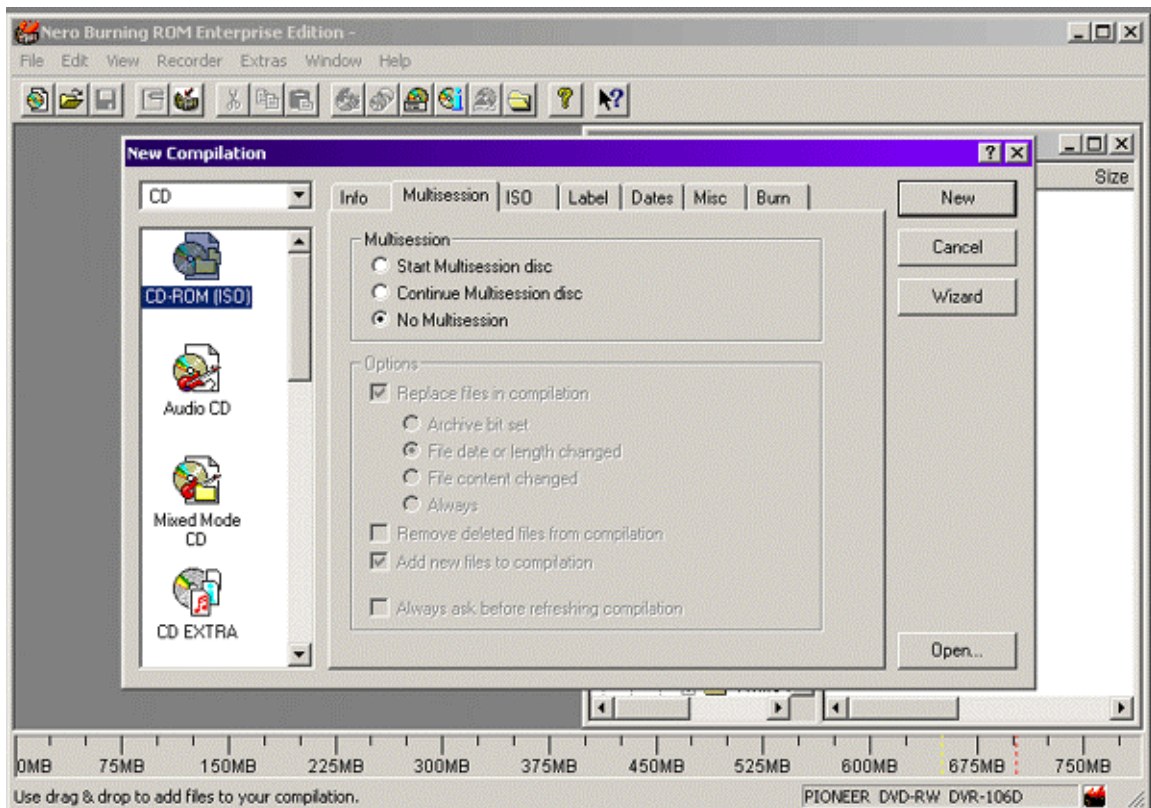 Nero Burning ROM Enterprise Edition -
File Edit View Recorder Extras Window Help
New Compilation
Size
CD
Info Multisession ISO Label Dates Misc Burn
New
Cancel
Wizard
CD-ROM (ISO)
Audio CD
Mixed Mode
CD
CD EXTRA
Multisession
Start Multisession disc
Continue Multisession disc
No Multisession
Options
Replace files in compilation
Archive bit set
File date or length changed
File content changed
Always
Remove deleted files from compilation
Add new files to compilation
Always ask before refreshing compilation
Open...
0MB 75MB 150MB 225MB 300MB 375MB 450MB 525MB 600MB 675MB 750MB
Use drag & drop to add files to your compilation.
PIONEER DVD-RW DVR-106D